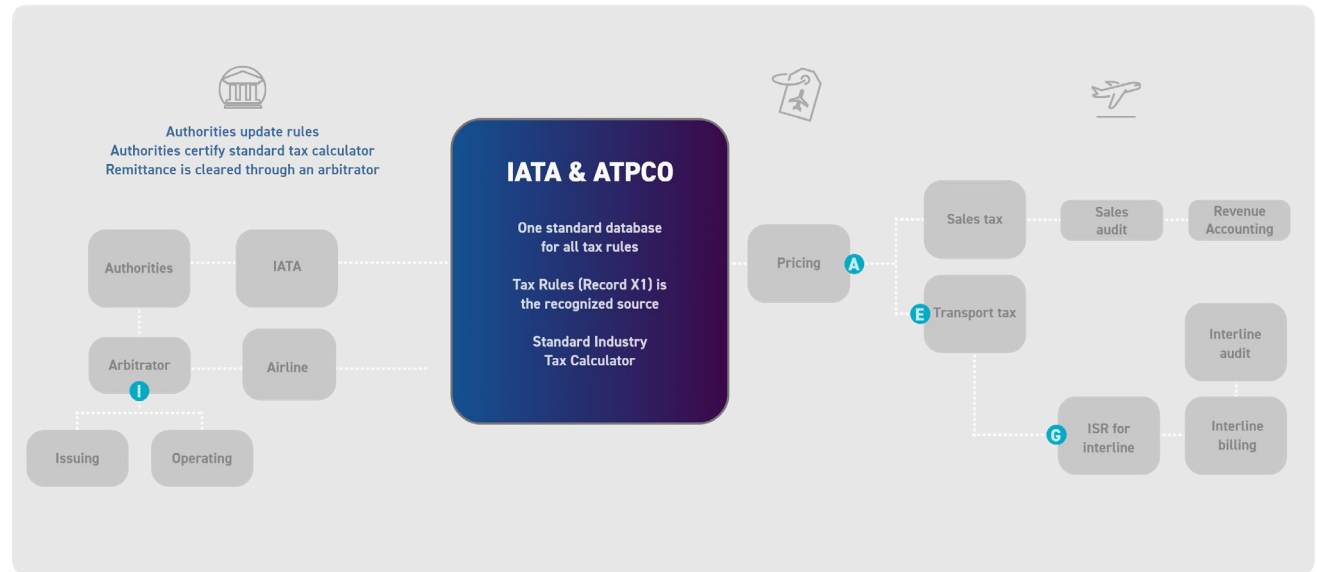 Authorities update rules
Authorities certify standard tax calculator
Remittance is cleared through an arbitrator
Authorities
IATA
Arbitrator
I
Airline
Issuing
Operating
IATA & ATPCO
One standard database
for all tax rules
Tax Rules (Record X1) is
the recognized source
Standard Industry
Tax Calculator
Pricing
A
Sales tax
Sales
audit
Revenue
Accounting
E
Transport tax
Interline
audit
G
ISR for
interline
Interline
billing